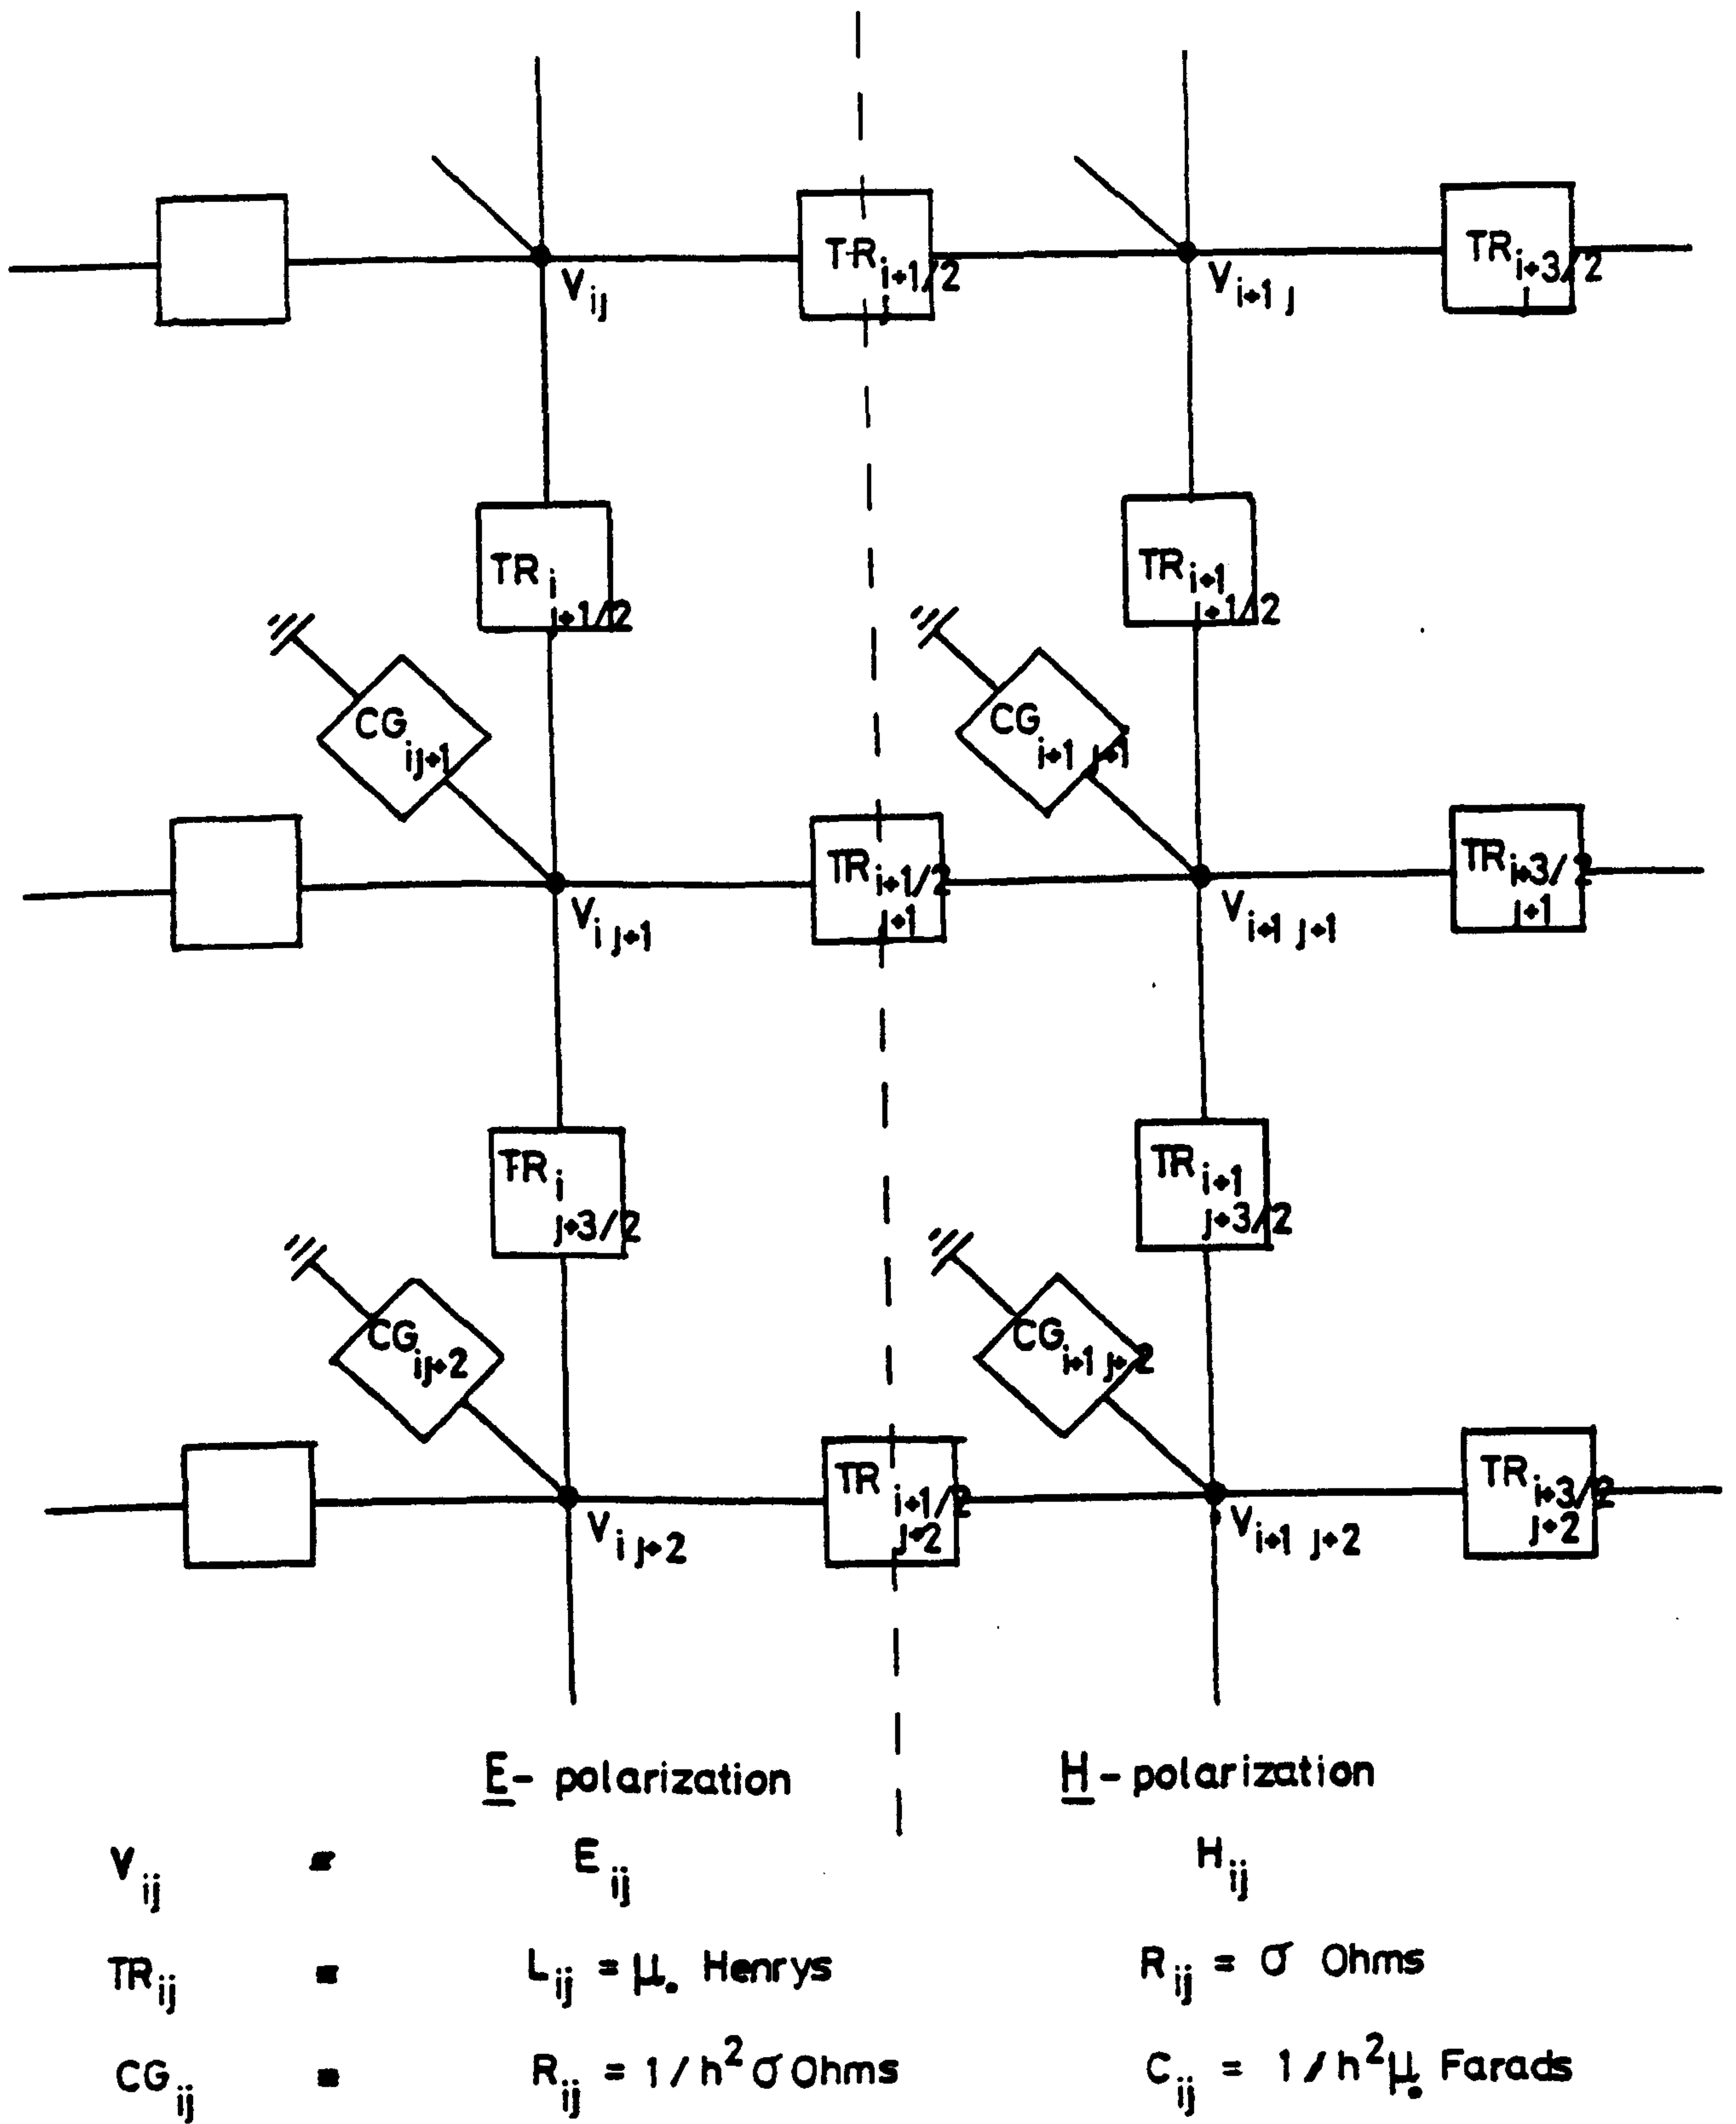 TR i+1/2 j
TR i+3/2 j
V ij
V i+1 j
TR i j+1/2
TR i+1 j+1/2
CG ij+1
CG i+1 j+1
TR i+1/2 j+1
TR i+3/2 j+1
V i j+1
V i+1 j+1
TR i j+3/2
TR i+1 j+3/2
CG ij+2
CG i+1 j+2
TR i+1/2 j+2
TR i+3/2 j+2
V i j+2
V i+1 j+2
E- polarization H - polarization
V ij = E ij H ij
TR ij = L ij = μ. Henrys R ij = σ Ohms
CG ij = R ij = 1/h² σ Ohms C ij = 1/h² μ. Farads